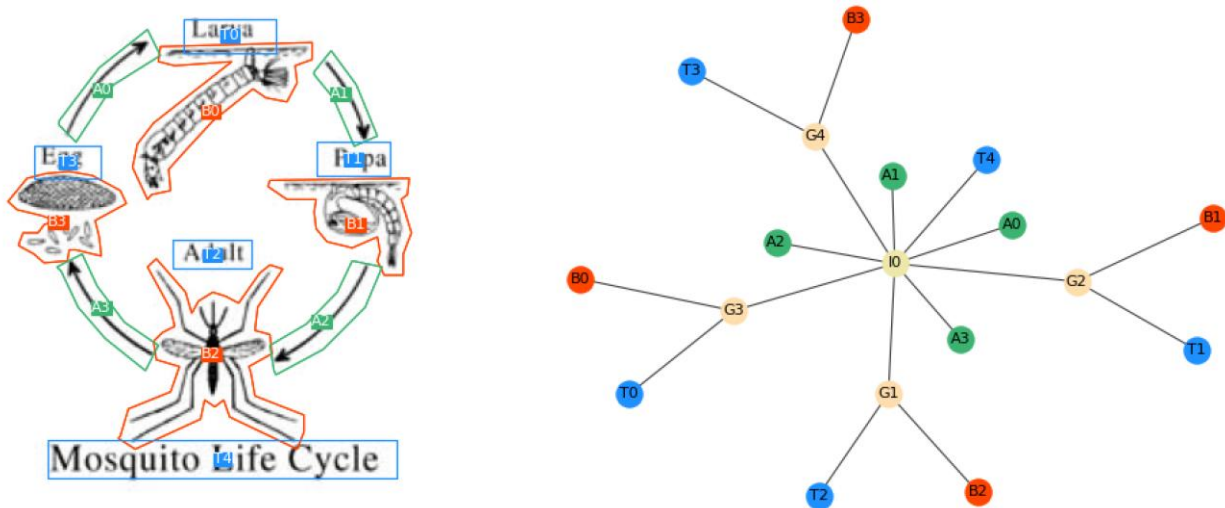 Larva
T0
A0
B0
A1
Egg
T3
Pupa
T1
B3
B1
Adult
T2
A3
A2
B2
Mosquito Life Cycle
T4
B3
T3
G4
A1
T4
A2
A0
B1
I0
B0
G3
G2
A3
T1
T0
G1
T2
B2